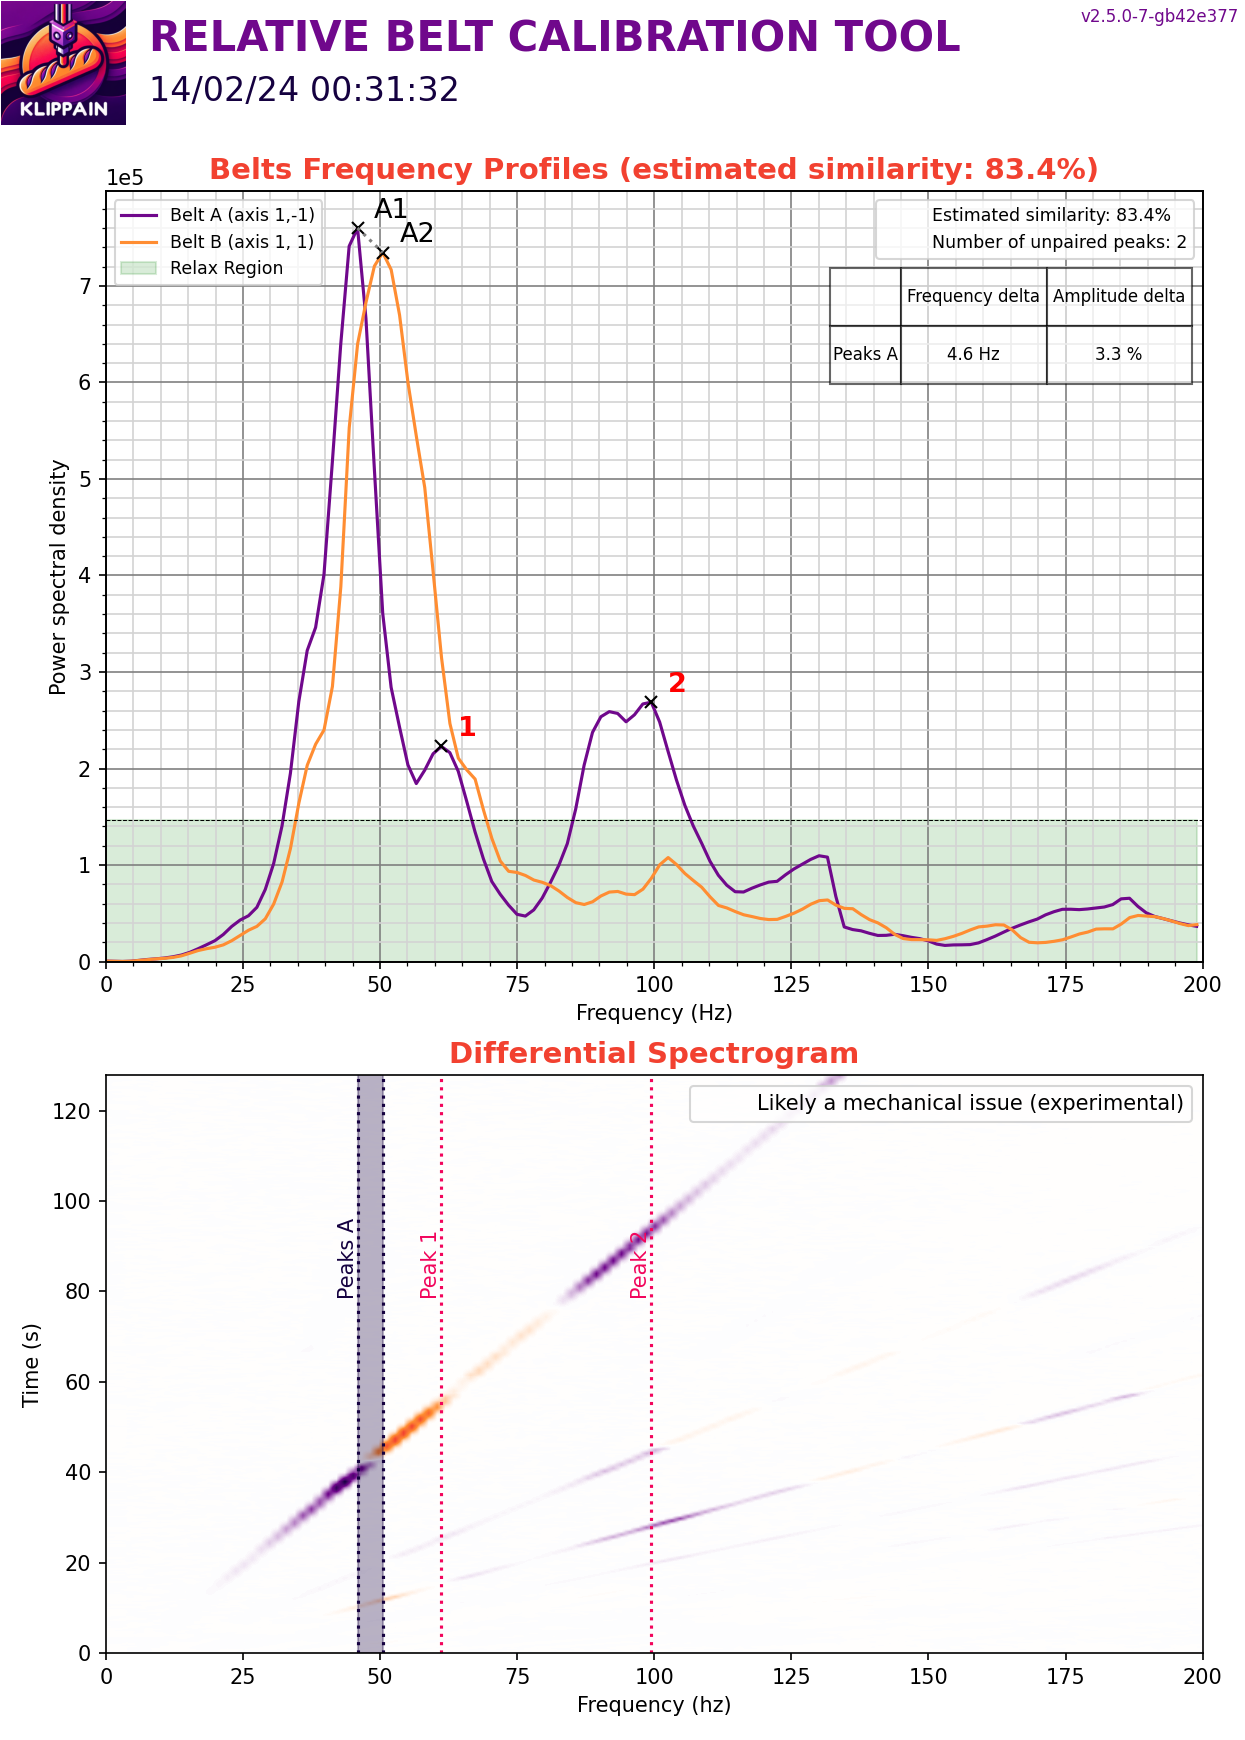 v2.5.0-7-gb42e377
RELATIVE BELT CALIBRATION TOOL
14/02/24 00:31:32
KLIPPAIN
Belts Frequency Profiles (estimated similarity: 83.4%)
1e5
Belt A (axis 1,-1)
Belt B (axis 1, 1)
Relax Region
A1
A2
Estimated similarity: 83.4%
Number of unpaired peaks: 2
Frequency delta Amplitude delta
Peaks A 4.6 Hz 3.3 %
1
2
Power spectral density
7
6
5
4
3
2
1
0
0 25 50 75 100 125 150 175 200
Frequency (Hz)
Differential Spectrogram
Likely a mechanical issue (experimental)
Peaks A
Peak 1
Peak 2
Time (s)
120
100
80
60
40
20
0
0 25 50 75 100 125 150 175 200
Frequency (hz)